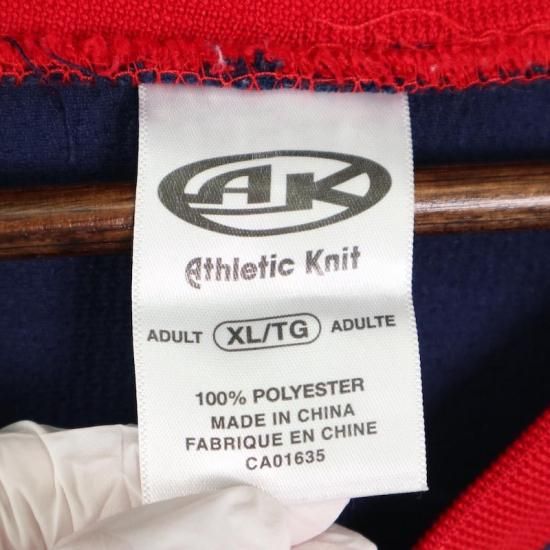 AK
Athletic Knit
ADULT XL/TG ADULTE
100% POLYESTER
MADE IN CHINA
FABRIQUE EN CHINE
CA01635